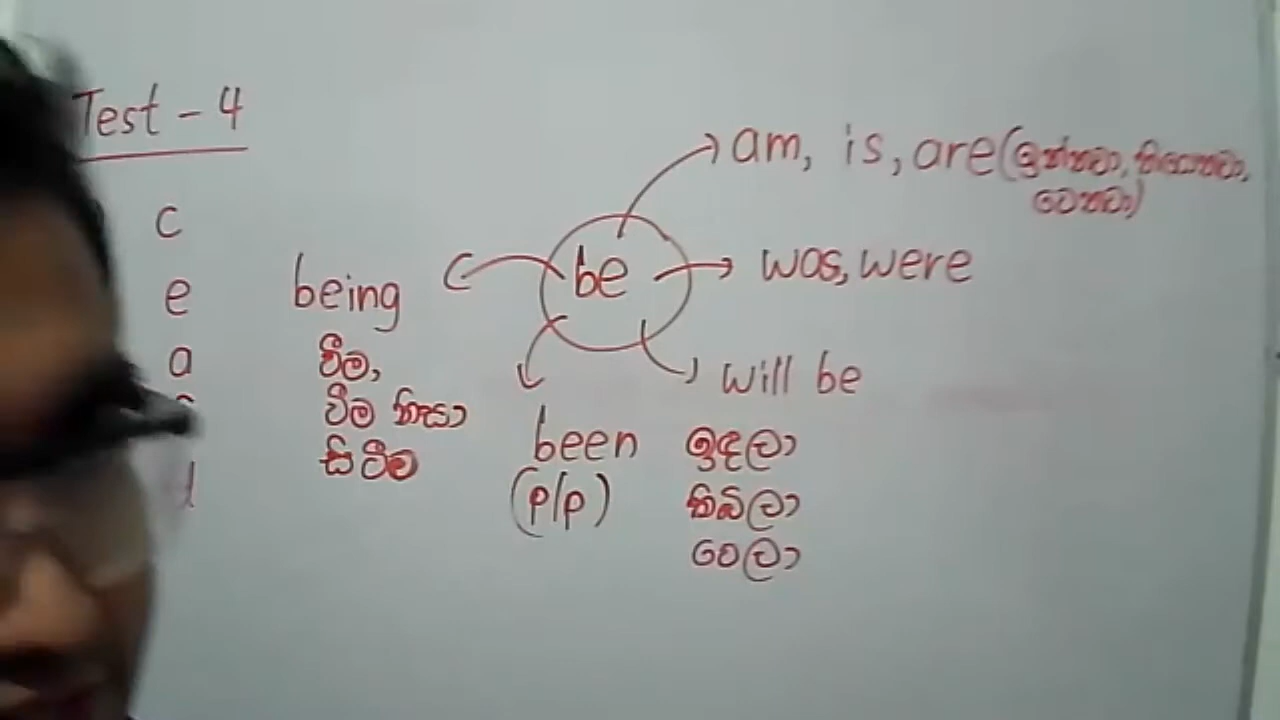 Test - 4
c
e
a
d
am, is, are (ඉන්නවා, තියෙනවා,
වෙනවා)
be
was, were
being
වීම,
වීම නිසා
සිටීම
will be
been
(p/p)
ඉඳලා
තිබිලා
වෙලා